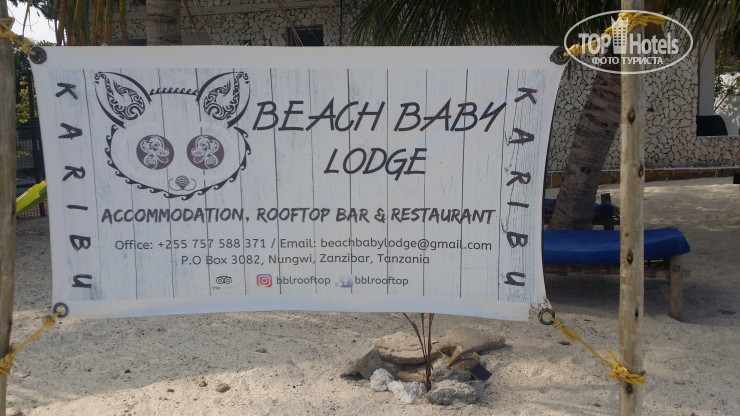 TOP Hotels
ФОТО ТУРИСТА
KARIBU
BEACH BABY
LODGE
ACCOMMODATION, ROOFTOP BAR & RESTAURANT
Office: +255 757 588 371 / Email: beachbabylodge@gmail.com
P.O Box 3082, Nungwi, Zanzibar, Tanzania
bblrooftop bblrooftop
KARIBU